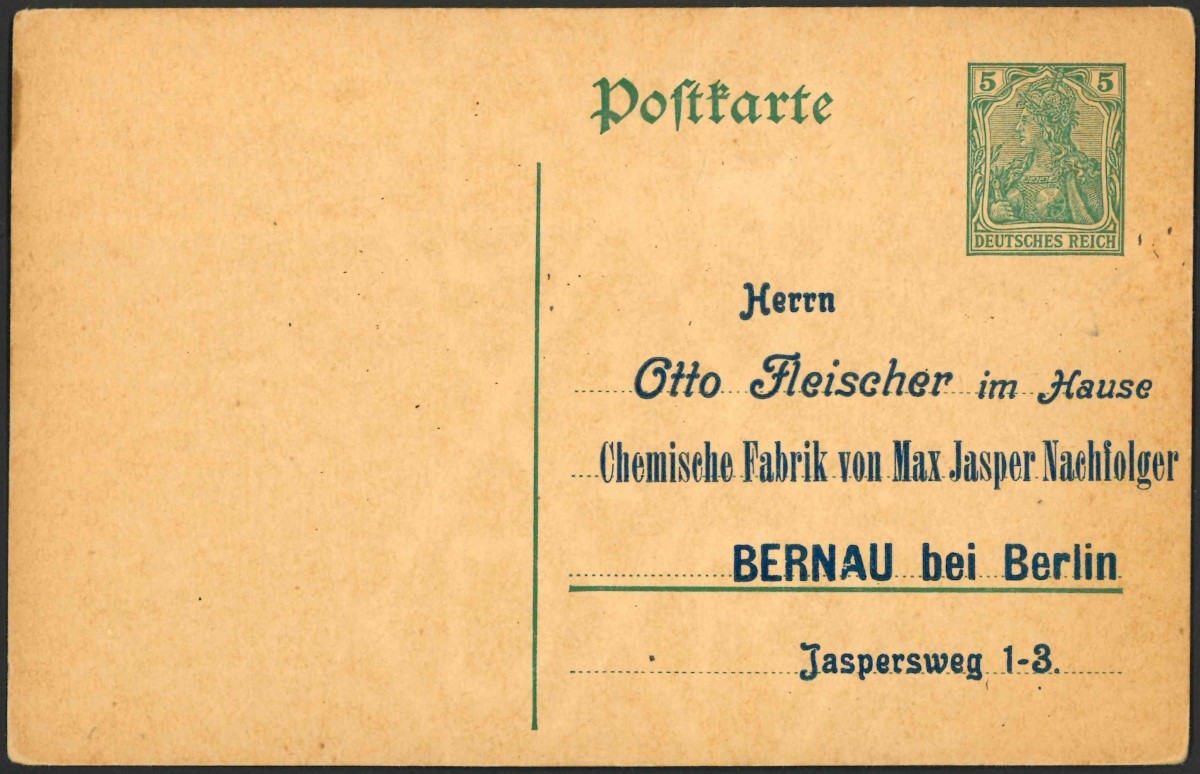 Poſtkarte
5 5
DEUTSCHES REICH
Herrn
Otto Fleischer im Hause
Chemische Fabrik von Max Jasper Nachfolger
BERNAU bei Berlin
Jaspersweg 1-3.